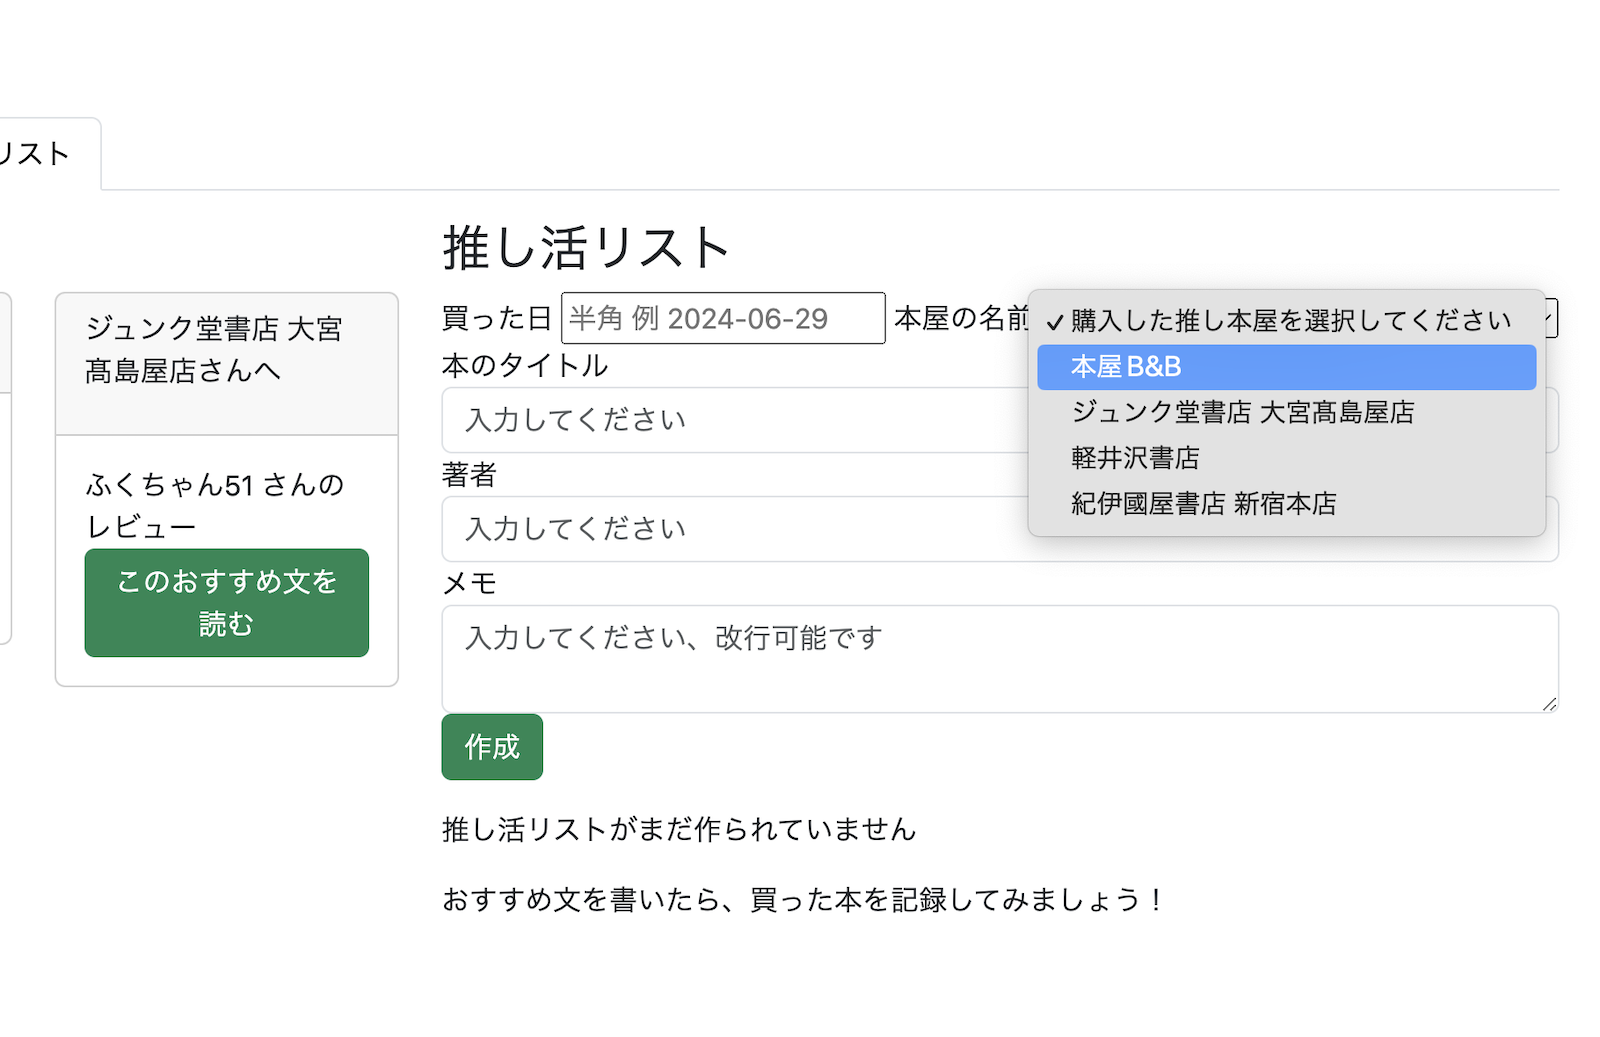 リスト
ジュンク堂書店 大宮
髙島屋店さんへ
ふくちゃん51 さんの
レビュー
このおすすめ文を
読む
推し活リスト
買った日 半角 例 2024-06-29 本屋の名前
✓購入した推し本屋を選択してください
本屋B&B
ジュンク堂書店 大宮髙島屋店
軽井沢書店
紀伊國屋書店 新宿本店
本のタイトル
入力してください
著者
入力してください
メモ
入力してください、改行可能です
作成
推し活リストがまだ作られていません
おすすめ文を書いたら、買った本を記録してみましょう！